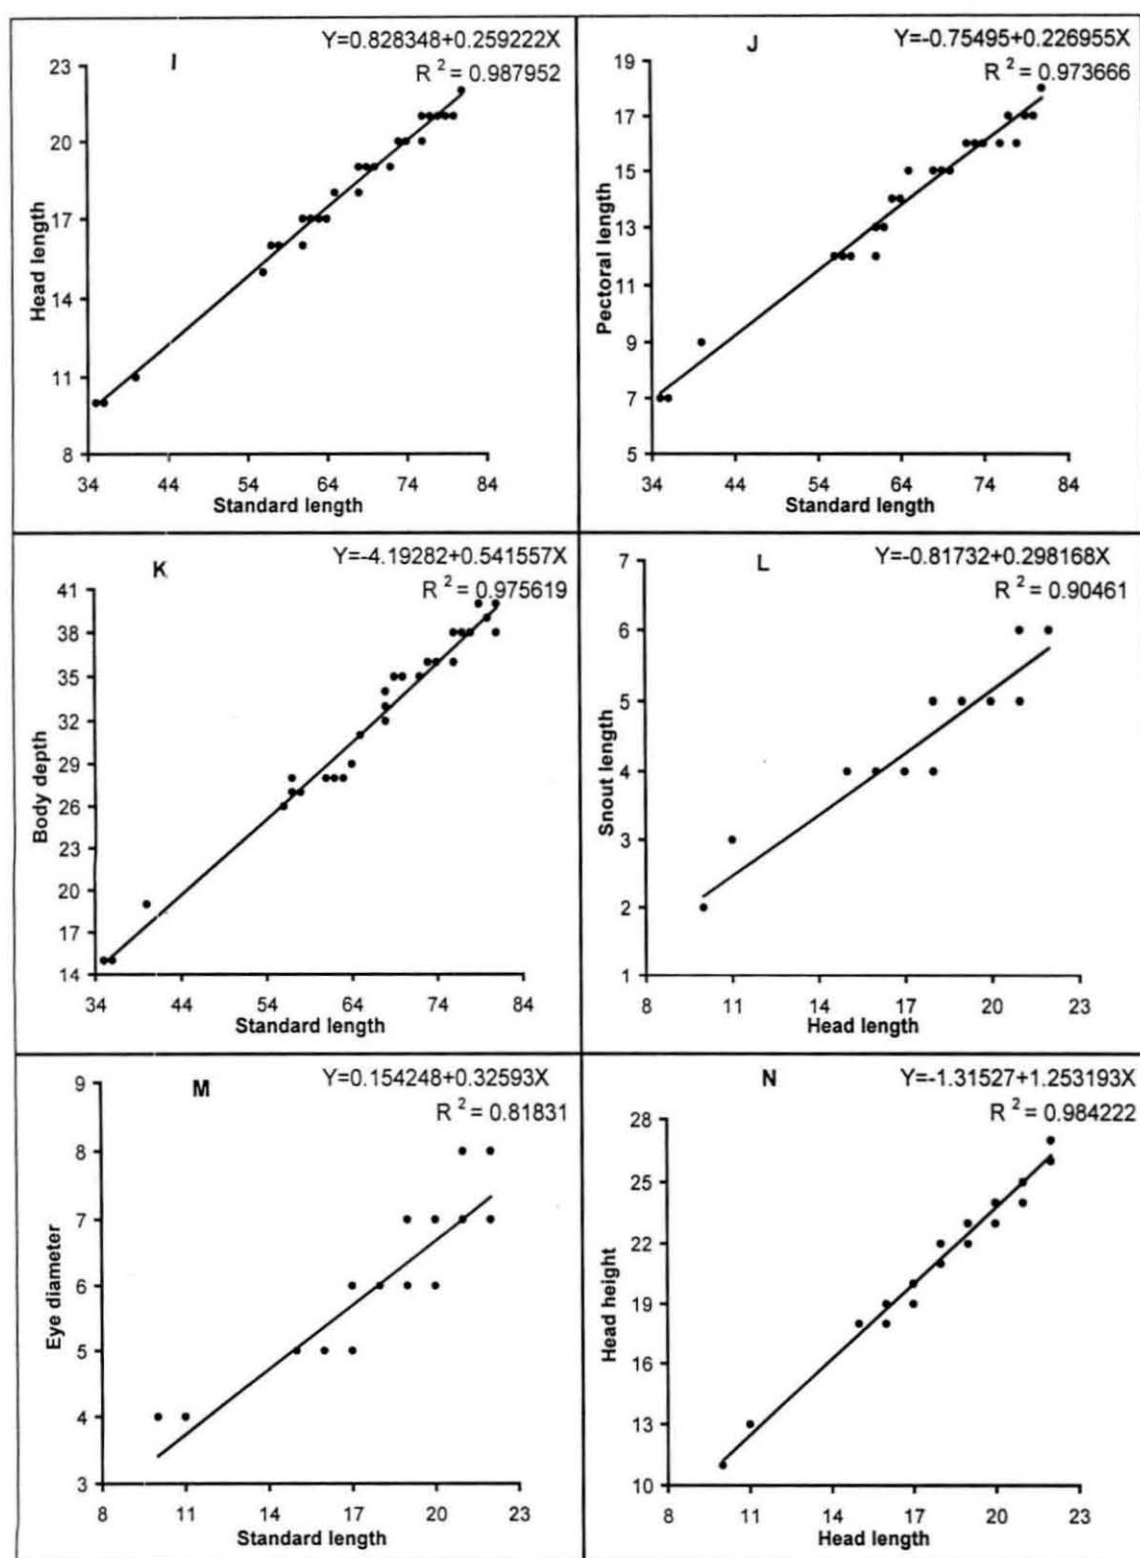 I
Y=0.828348+0.259222X
R 2 = 0.987952
Head length
23
20
17
14
11
8
34 44 54 64 74 84
Standard length
J
Y=-0.75495+0.226955X
R 2 = 0.973666
Pectoral length
19
17
15
13
11
9
7
5
34 44 54 64 74 84
Standard length
K
Y=-4.19282+0.541557X
R 2 = 0.975619
Body depth
41
38
35
32
29
26
23
20
17
14
34 44 54 64 74 84
Standard length
L
Y=-0.81732+0.298168X
R 2 = 0.90461
Snout length
7
6
5
4
3
2
1
8 11 14 17 20 23
Head length
M
Y=0.154248+0.32593X
R 2 = 0.81831
Eye diameter
9
8
7
6
5
4
3
8 11 14 17 20 23
Standard length
N
Y=-1.31527+1.253193X
R 2 = 0.984222
Head height
28
25
22
19
16
13
10
8 11 14 17 20 23
Head length